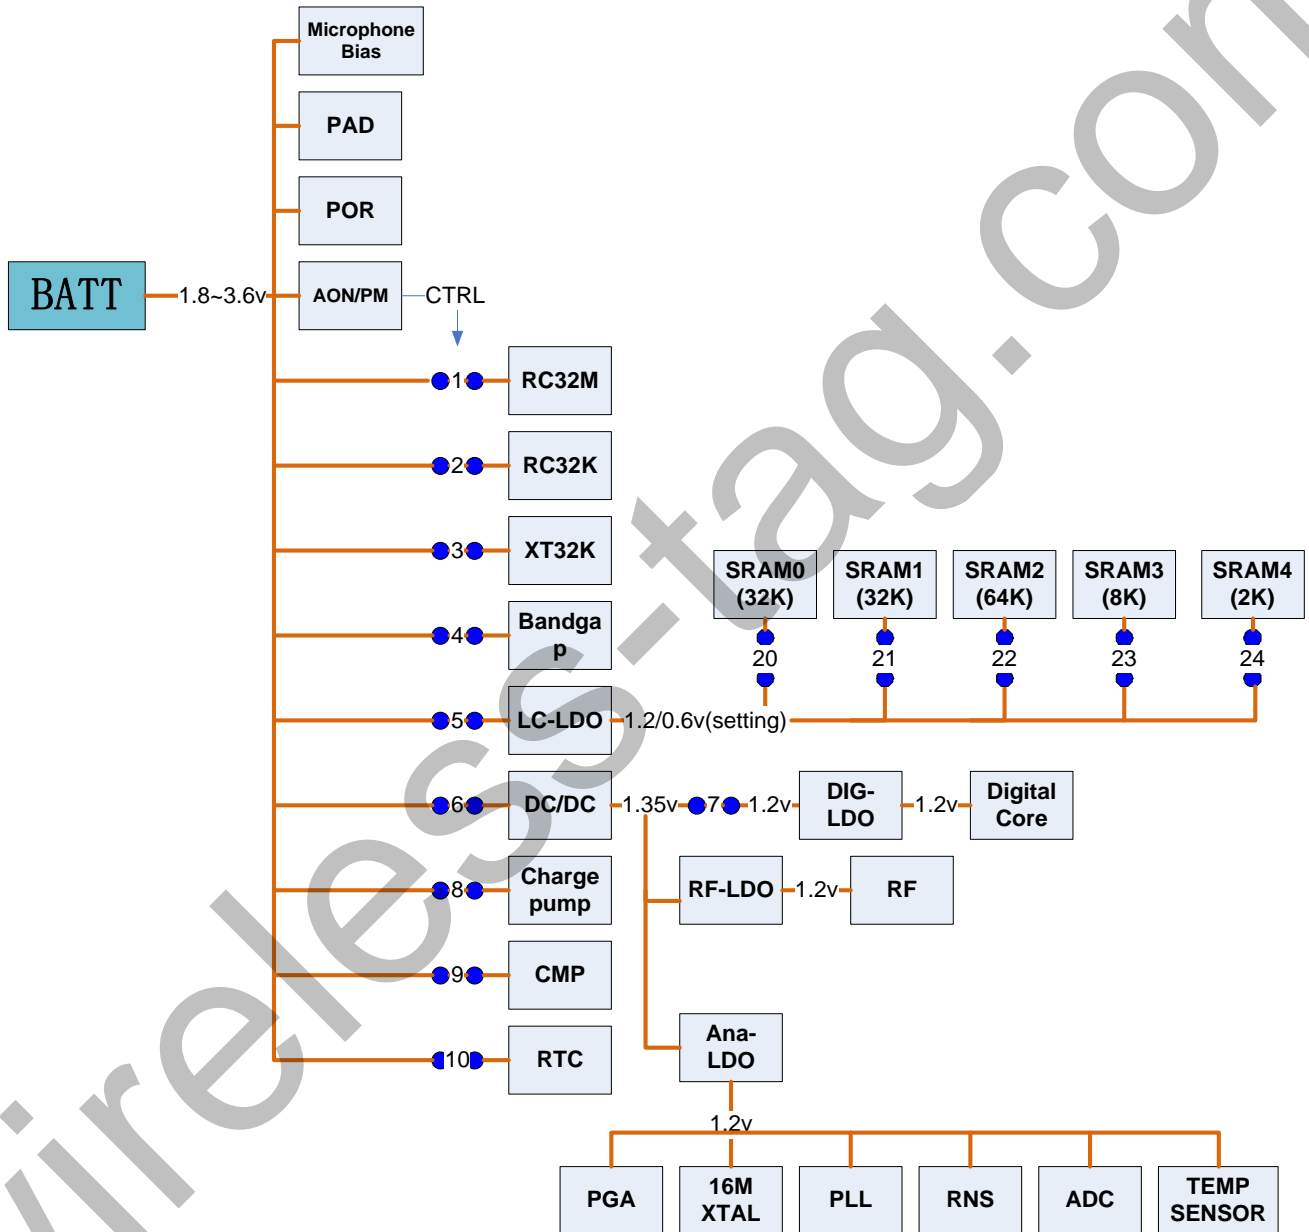 Microphone
Bias
PAD
POR
BATT
1.8~3.6v
AON/PM
CTRL
1
RC32M
2
RC32K
3
XT32K
SRAM0
(32K)
SRAM1
(32K)
SRAM2
(64K)
SRAM3
(8K)
SRAM4
(2K)
4
Bandga
p
20
21
22
23
24
5
LC-LDO
1.2/0.6v(setting)
6
DC/DC
1.35v
7
1.2v
DIG-
LDO
1.2v
Digital
Core
8
Charge
pump
RF-LDO
1.2v
RF
9
CMP
10
RTC
Ana-
LDO
1.2v
PGA
16M
XTAL
PLL
RNS
ADC
TEMP
SENSOR
wireless-tag.com